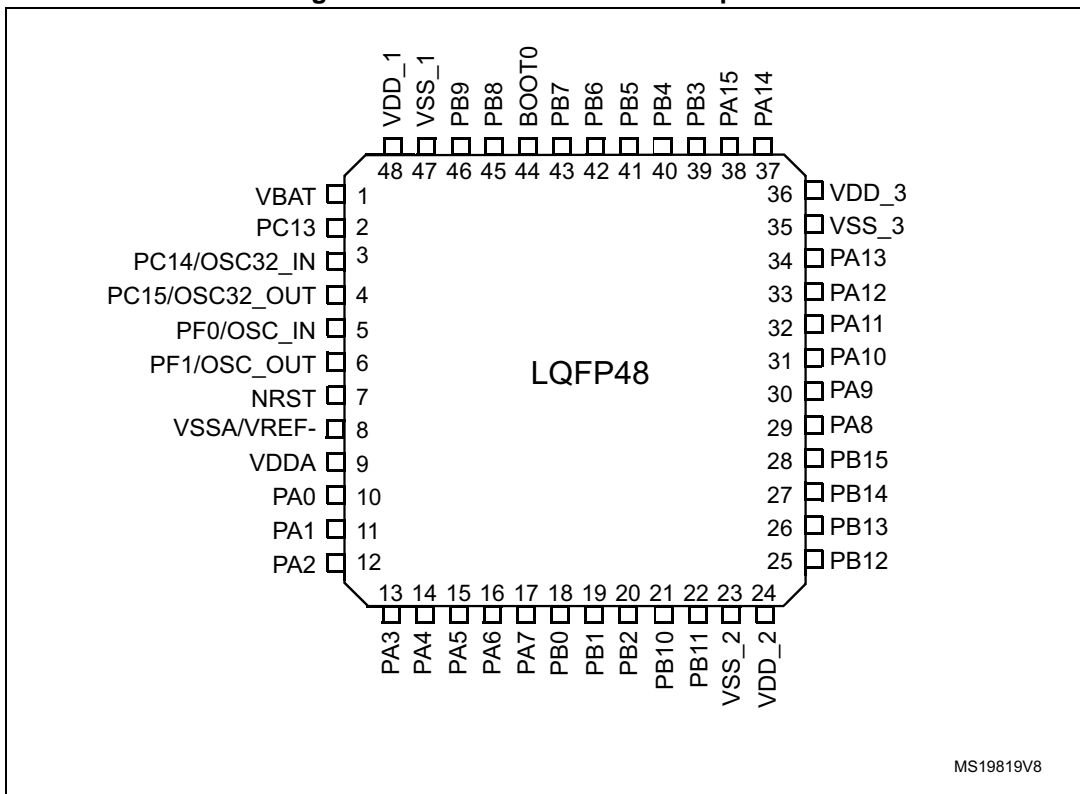 VDD_1
VSS_1
PB9
PB8
BOOT0
PB7
PB6
PB5
PB4
PB3
PA15
PA14
48 47 46 45 44 43 42 41 40 39 38 37
VBAT 1
PC13 2
PC14/OSC32_IN 3
PC15/OSC32_OUT 4
PF0/OSC_IN 5
PF1/OSC_OUT 6
NRST 7
VSSA/VREF- 8
VDDA 9
PA0 10
PA1 11
PA2 12
LQFP48
36 VDD_3
35 VSS_3
34 PA13
33 PA12
32 PA11
31 PA10
30 PA9
29 PA8
28 PB15
27 PB14
26 PB13
25 PB12
13 14 15 16 17 18 19 20 21 22 23 24
PA3
PA4
PA5
PA6
PA7
PB0
PB1
PB2
PB10
PB11
VSS_2
VDD_2
MS19819V8